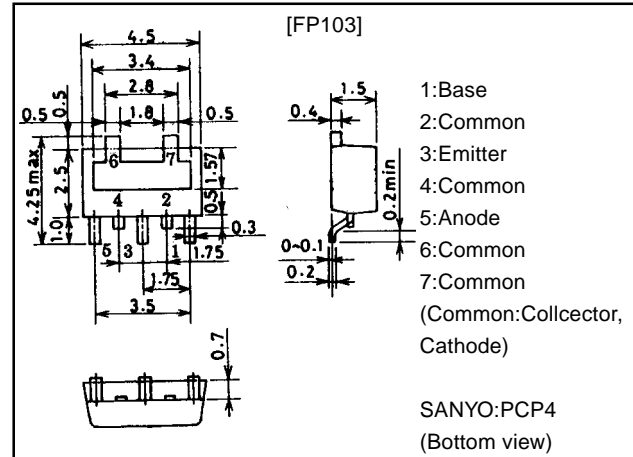 [FP103]
4.5
3.4
2.8
0.5
0.5
1.8
0.5
6
7
4.25max
2.5
1.0
1.57
0.5
4
2
0.3
5
3
1
1.75
1.75
3.5
0.7
1.5
0.4
0.2min
0~0.1
0.2
1:Base
2:Common
3:Emitter
4:Common
5:Anode
6:Common
7:Common
(Common:Collcector,
Cathode)
SANYO:PCP4
(Bottom view)